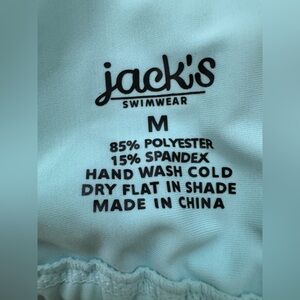 jack's
SWIMWEAR
M
85% POLYESTER
15% SPANDEX
HAND WASH COLD
DRY FLAT IN SHADE
MADE IN CHINA